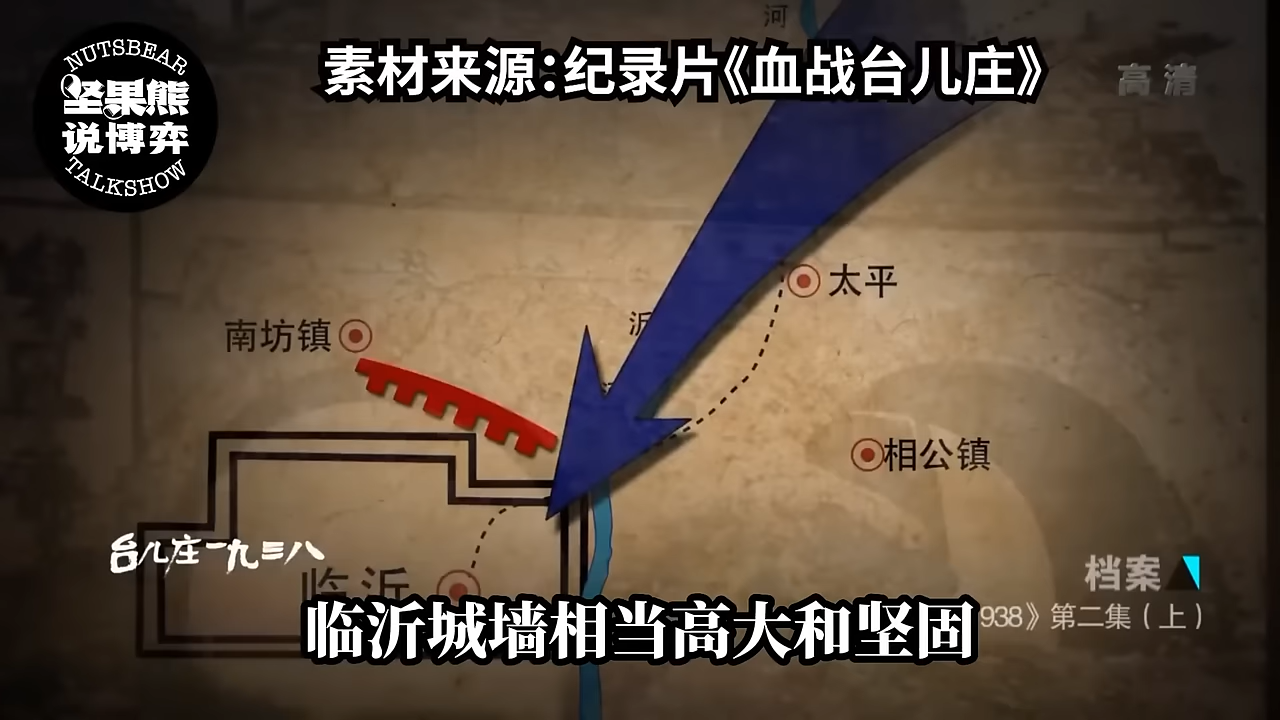 NUTSBEAR
坚果熊
说博弈
TALKSHOW
素材来源：纪录片《血战台儿庄》
高清
河
太平
沂
南坊镇
相公镇
台儿庄一九三八
临沂
档案
938》第二集（上）
临沂城墙相当高大和坚固